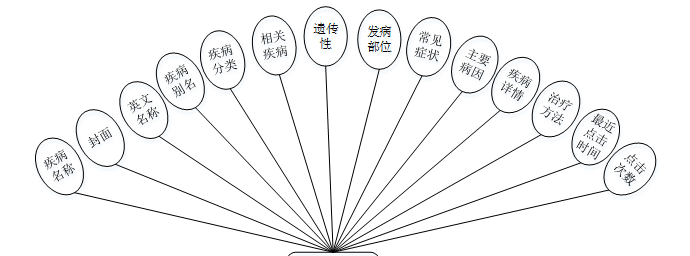 疾病
名称
封面
英文
名称
疾病
别名
疾病
分类
相关
疾病
遗传
性
发病
部位
常见
症状
主要
病因
疾病
详情
治疗
方法
最近
点击
时间
点击
次数